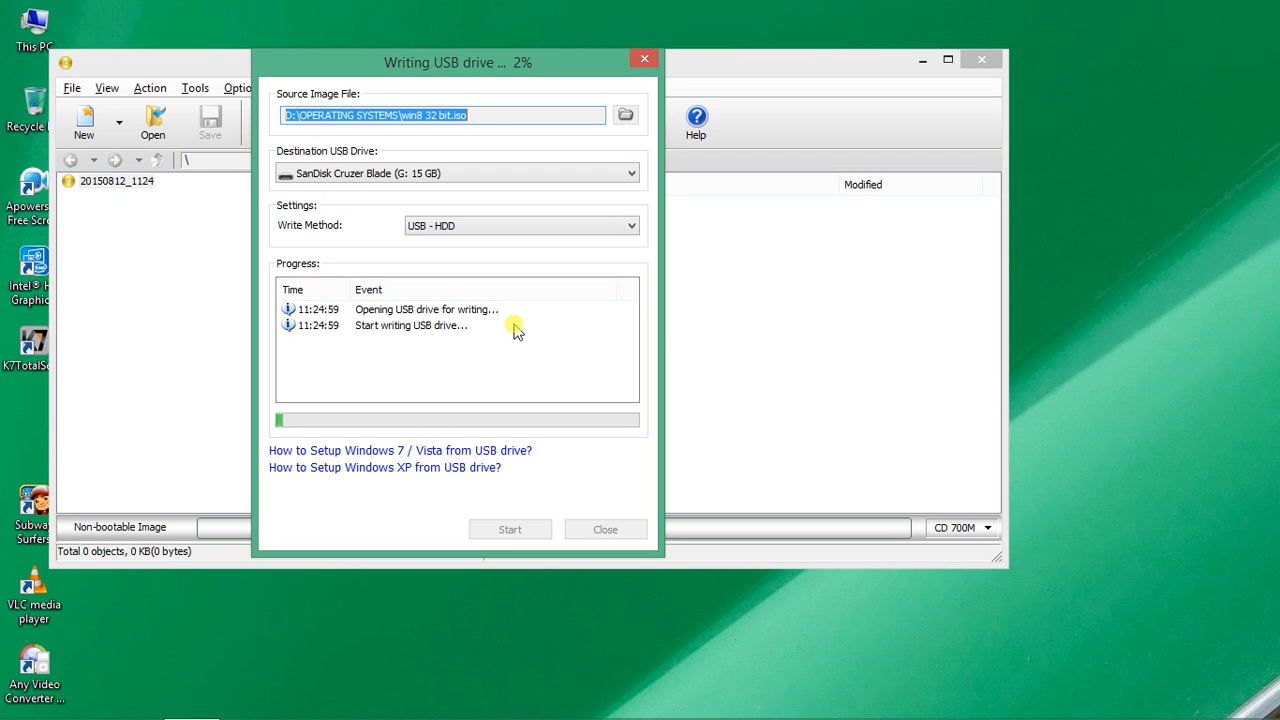 This PC
Recycle
Apowers
Free Scre
Intel® H
Graphic
K7TotalSe
Subway
Surfers
VLC media
player
Any Video
Converter ...
File View Action Tools Optio
New
Open
Save
Help
\
20150812_1124
Modified
Non-bootable Image
CD 700M
Total 0 objects, 0 KB(0 bytes)
Writing USB drive ... 2%
Source Image File:
D:\OPERATING SYSTEMS\win8 32 bit.iso
Destination USB Drive:
SanDisk Cruzer Blade (G: 15 GB)
Settings:
Write Method:
USB - HDD
Progress:
Time Event
11:24:59 Opening USB drive for writing...
11:24:59 Start writing USB drive...
How to Setup Windows 7 / Vista from USB drive?
How to Setup Windows XP from USB drive?
Start
Close